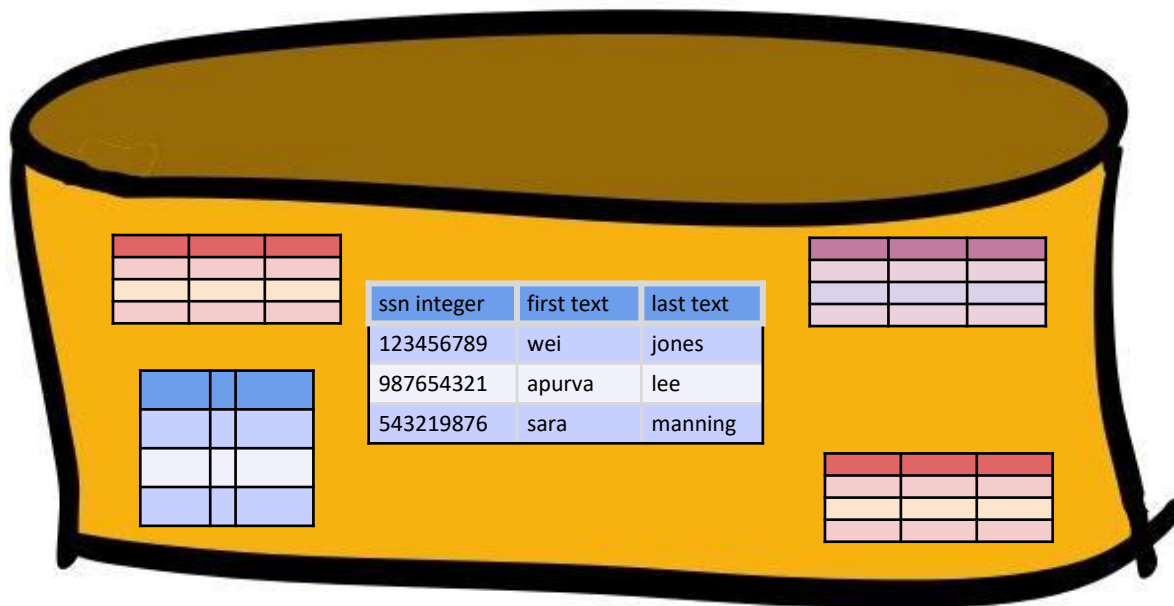 ssn integer first text last text
123456789 wei jones
987654321 apurva lee
543219876 sara manning